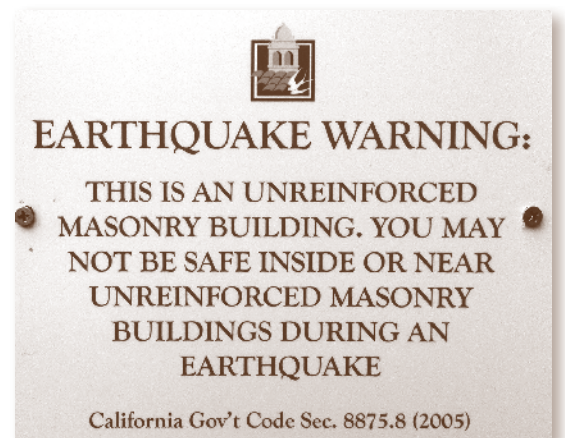 EARTHQUAKE WARNING:
THIS IS AN UNREINFORCED
MASONRY BUILDING. YOU MAY
NOT BE SAFE INSIDE OR NEAR
UNREINFORCED MASONRY
BUILDINGS DURING AN
EARTHQUAKE
California Gov't Code Sec. 8875.8 (2005)